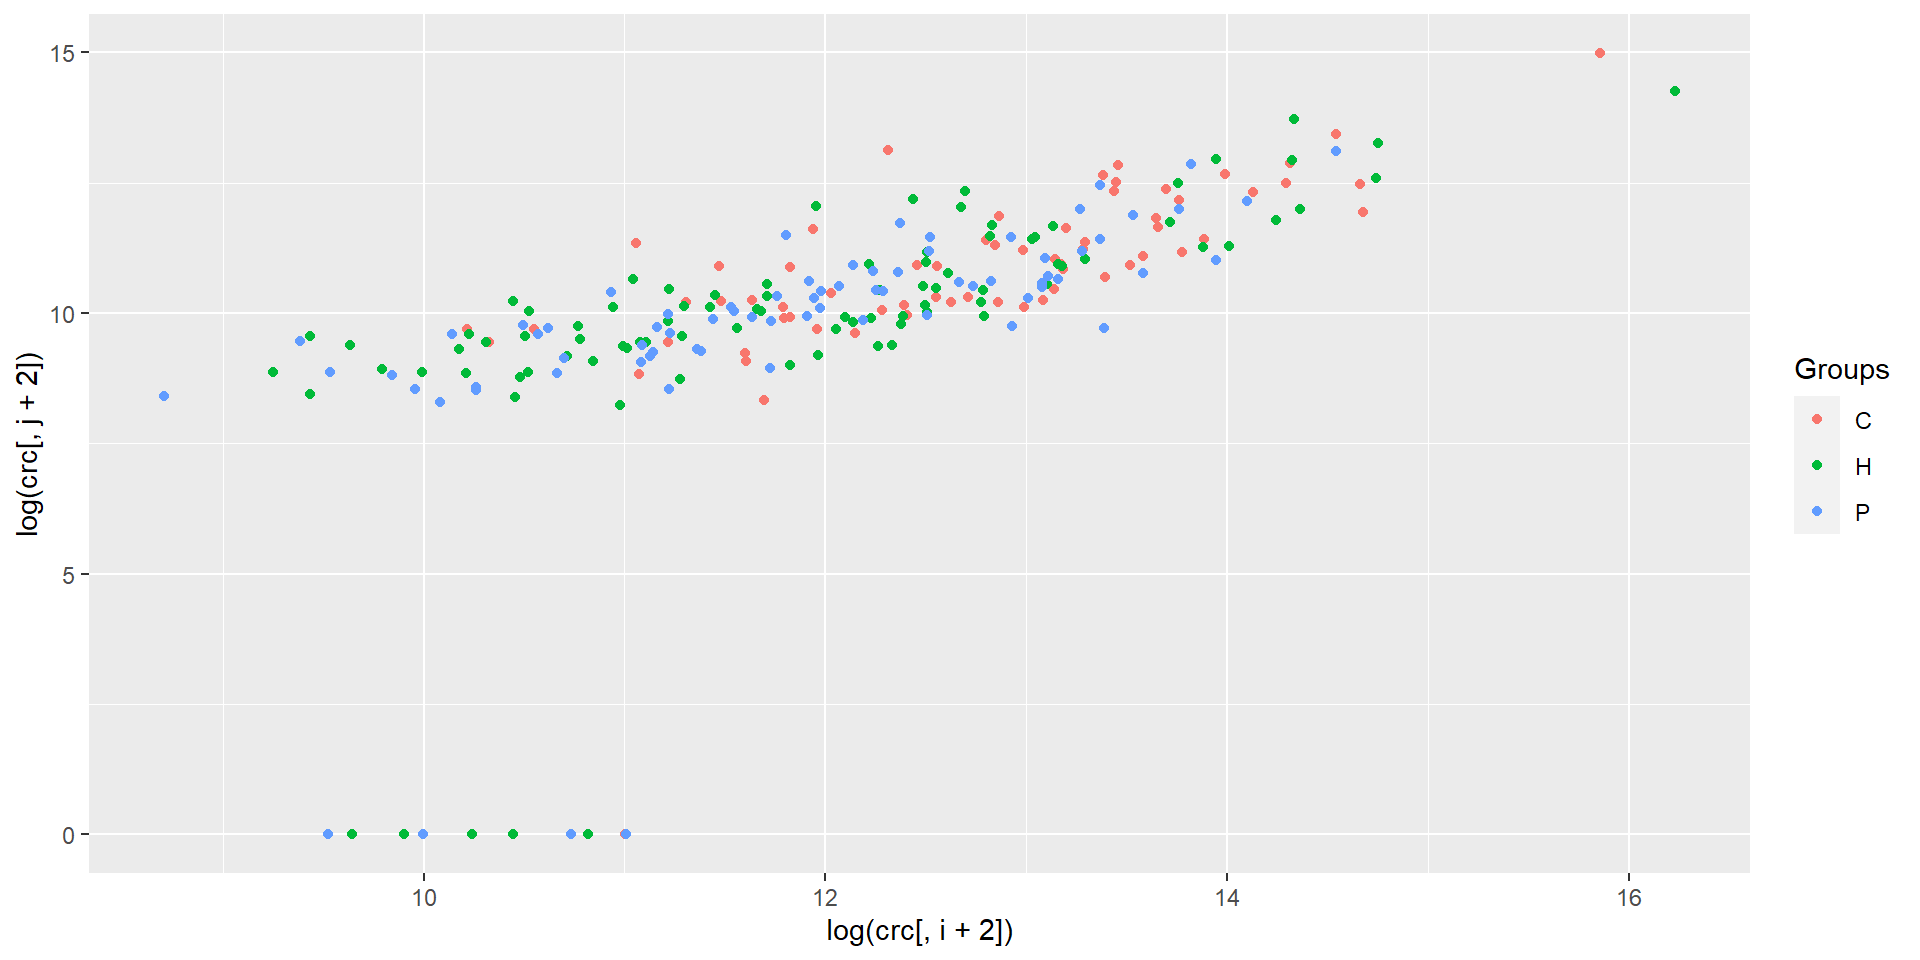 15
10
5
0
log(crc[, j + 2])
10
12
14
16
log(crc[, i + 2])
Groups
C
H
P